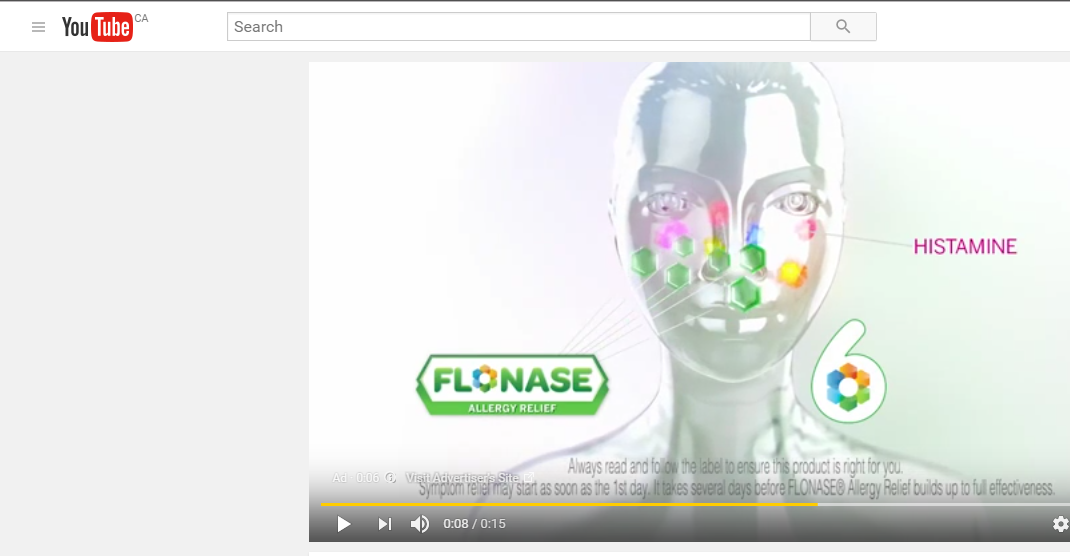 YouTube CA
Search
HISTAMINE
FLONASE
ALLERGY RELIEF
6
Always read and follow the label to ensure this product is right for you.
Ad · 0:06 Visit Advertiser's Site
Symptom relief may start as soon as the 1st day. It takes several days before FLONASE® Allergy Relief builds up to full effectiveness.
0:08 / 0:15